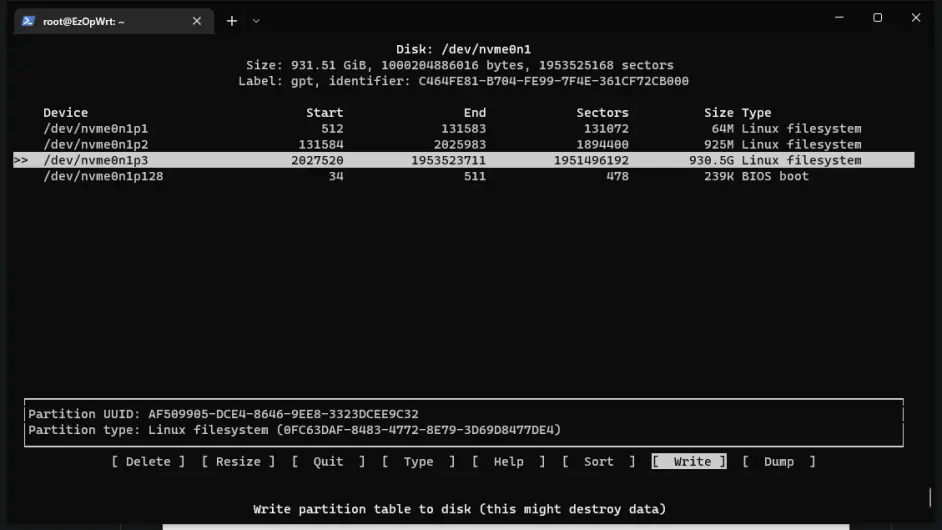 root@EzOpWrt: ~
Disk: /dev/nvme0n1
Size: 931.51 GiB, 1000204886016 bytes, 1953525168 sectors
Label: gpt, identifier: C464FE81-B704-FE99-7F4E-361CF72CB000
Device Start End Sectors Size Type
/dev/nvme0n1p1 512 131583 131072 64M Linux filesystem
/dev/nvme0n1p2 131584 2025983 1894400 925M Linux filesystem
>> /dev/nvme0n1p3 2027520 1953523711 1951496192 930.5G Linux filesystem
/dev/nvme0n1p128 34 511 478 239K BIOS boot
Partition UUID: AF509905-DCE4-8646-9EE8-3323DCEE9C32
Partition type: Linux filesystem (0FC63DAF-8483-4772-8E79-3D69D8477DE4)
[ Delete ] [ Resize ] [ Quit ] [ Type ] [ Help ] [ Sort ] [ Write ] [ Dump ]
Write partition table to disk (this might destroy data)